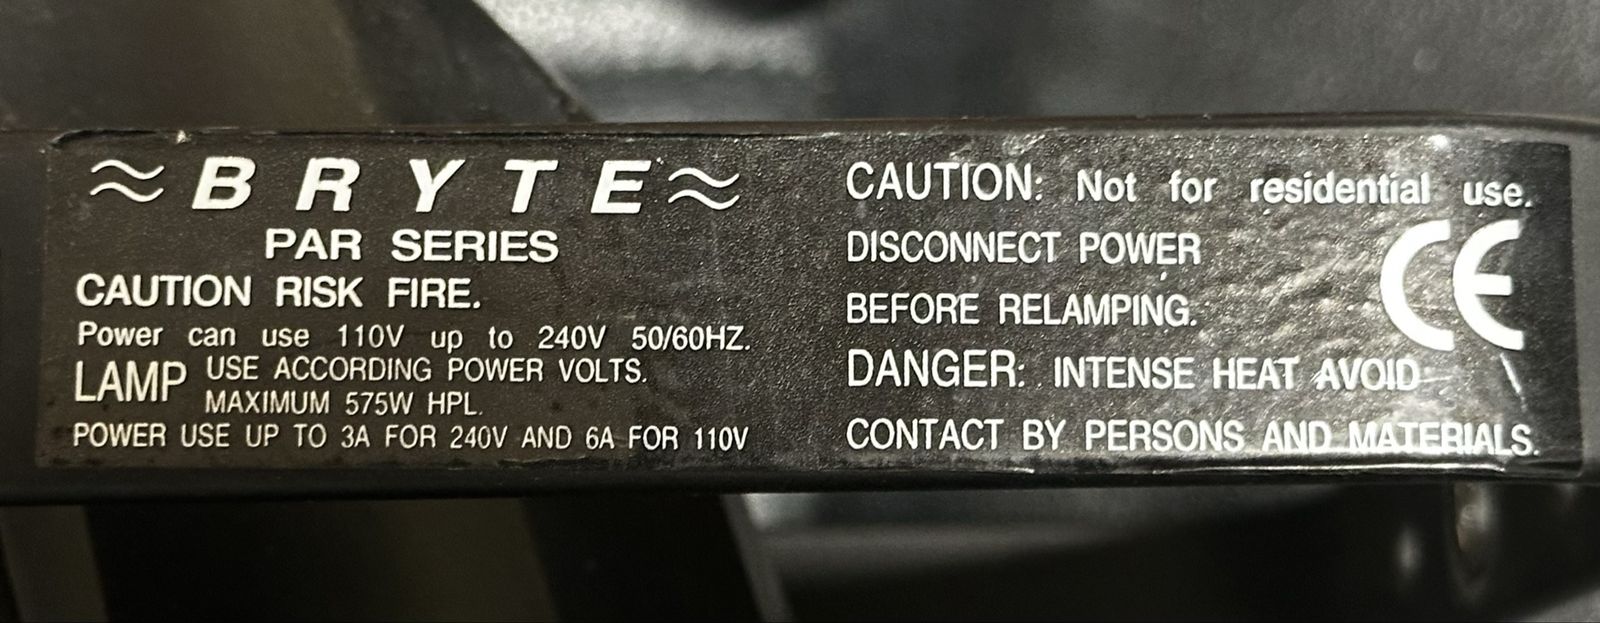 ≈ BRYTE ≈
PAR SERIES
CAUTION RISK FIRE.
Power can use 110V up to 240V 50/60HZ.
LAMP USE ACCORDING POWER VOLTS.
MAXIMUM 575W HPL.
POWER USE UP TO 3A FOR 240V AND 6A FOR 110V
CAUTION: Not for residential use.
DISCONNECT POWER
BEFORE RELAMPING.
CE
DANGER: INTENSE HEAT AVOID
CONTACT BY PERSONS AND MATERIALS.